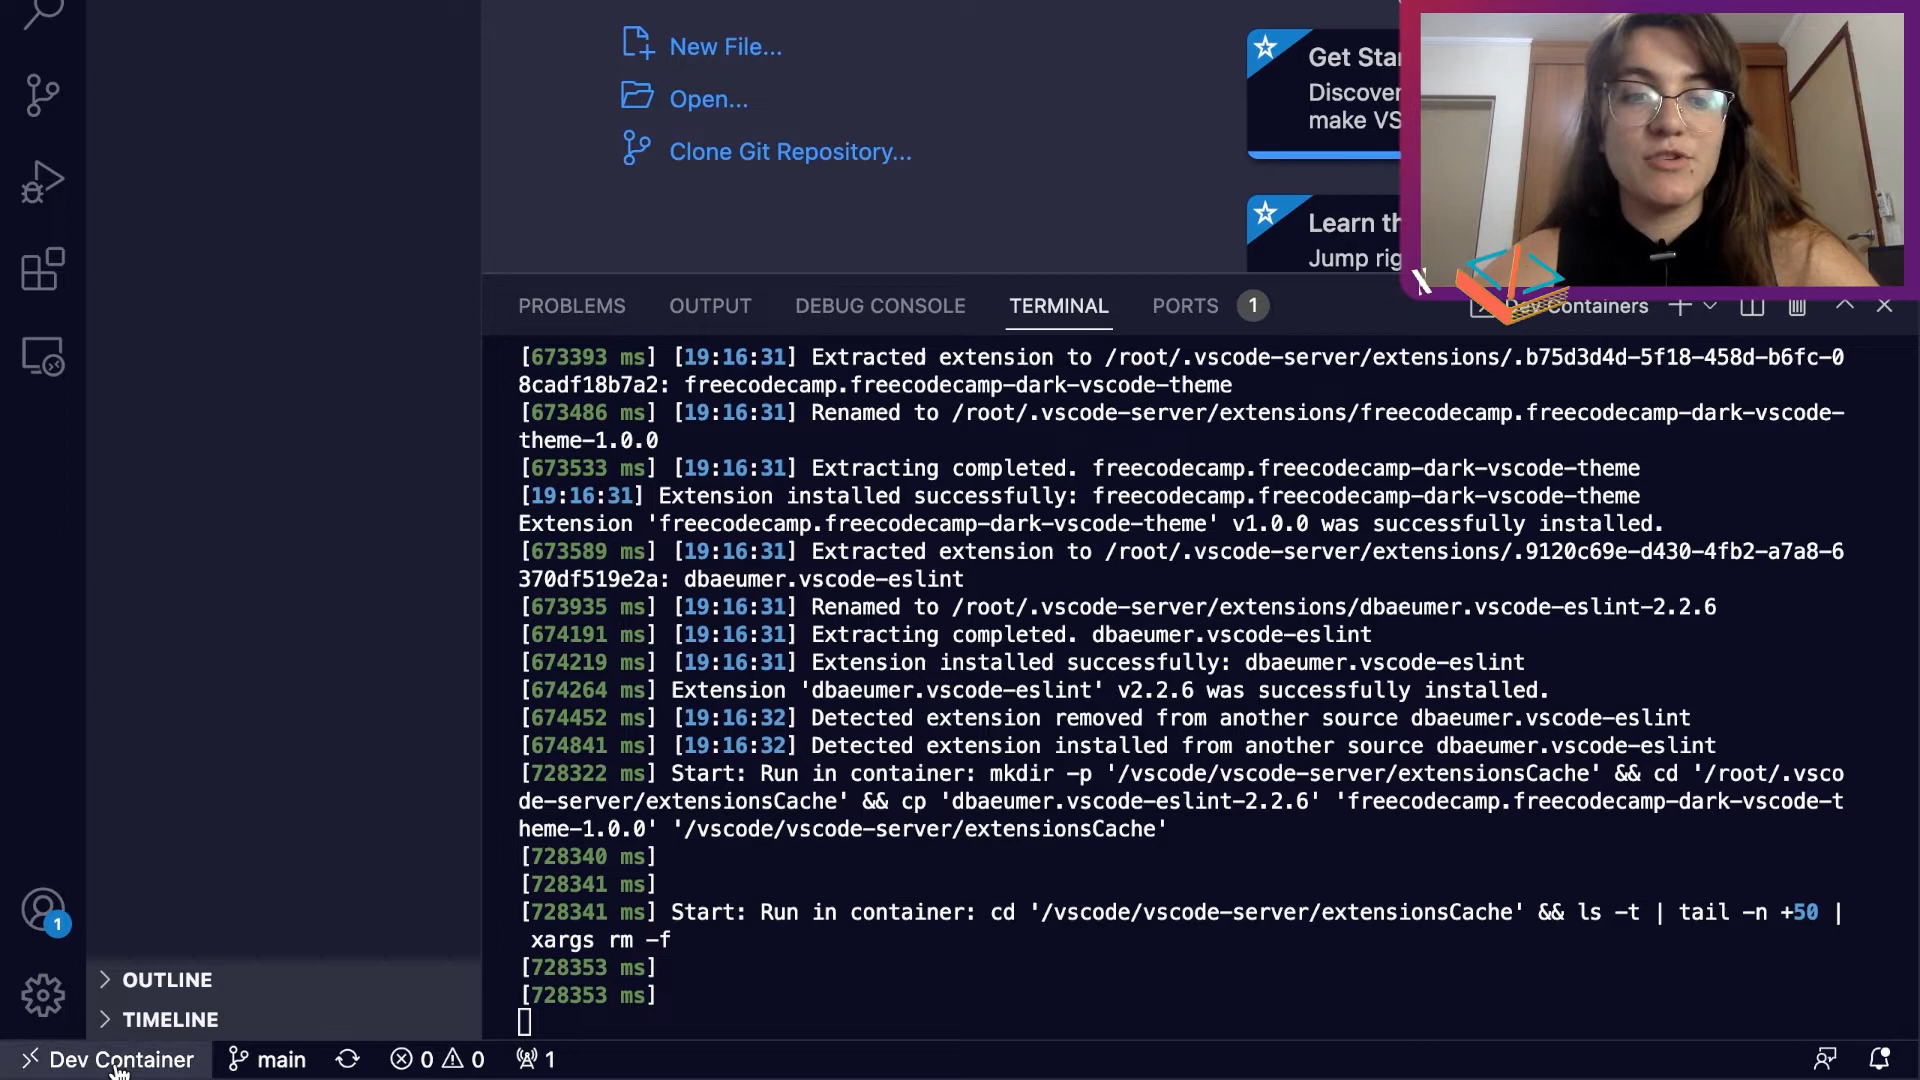 New File...
Open...
Clone Git Repository...
Get Star
Discover
make VS
Learn th
Jump rig
PROBLEMS OUTPUT DEBUG CONSOLE TERMINAL PORTS 1
Dev Containers
[673393 ms] [19:16:31] Extracted extension to /root/.vscode-server/extensions/.b75d3d4d-5f18-458d-b6fc-0
8cadf18b7a2: freecodecamp.freecodecamp-dark-vscode-theme
[673486 ms] [19:16:31] Renamed to /root/.vscode-server/extensions/freecodecamp.freecodecamp-dark-vscode-
theme-1.0.0
[673533 ms] [19:16:31] Extracting completed. freecodecamp.freecodecamp-dark-vscode-theme
[19:16:31] Extension installed successfully: freecodecamp.freecodecamp-dark-vscode-theme
Extension 'freecodecamp.freecodecamp-dark-vscode-theme' v1.0.0 was successfully installed.
[673589 ms] [19:16:31] Extracted extension to /root/.vscode-server/extensions/.9120c69e-d430-4fb2-a7a8-6
370df519e2a: dbaeumer.vscode-eslint
[673935 ms] [19:16:31] Renamed to /root/.vscode-server/extensions/dbaeumer.vscode-eslint-2.2.6
[674191 ms] [19:16:31] Extracting completed. dbaeumer.vscode-eslint
[674219 ms] [19:16:31] Extension installed successfully: dbaeumer.vscode-eslint
[674264 ms] Extension 'dbaeumer.vscode-eslint' v2.2.6 was successfully installed.
[674452 ms] [19:16:32] Detected extension removed from another source dbaeumer.vscode-eslint
[674841 ms] [19:16:32] Detected extension installed from another source dbaeumer.vscode-eslint
[728322 ms] Start: Run in container: mkdir -p '/vscode/vscode-server/extensionsCache' && cd '/root/.vsco
de-server/extensionsCache' && cp 'dbaeumer.vscode-eslint-2.2.6' 'freecodecamp.freecodecamp-dark-vscode-t
heme-1.0.0' '/vscode/vscode-server/extensionsCache'
[728340 ms]
[728341 ms]
[728341 ms] Start: Run in container: cd '/vscode/vscode-server/extensionsCache' && ls -t | tail -n +50 |
xargs rm -f
[728353 ms]
[728353 ms]
1
OUTLINE
TIMELINE
Dev Container main 0 0 1